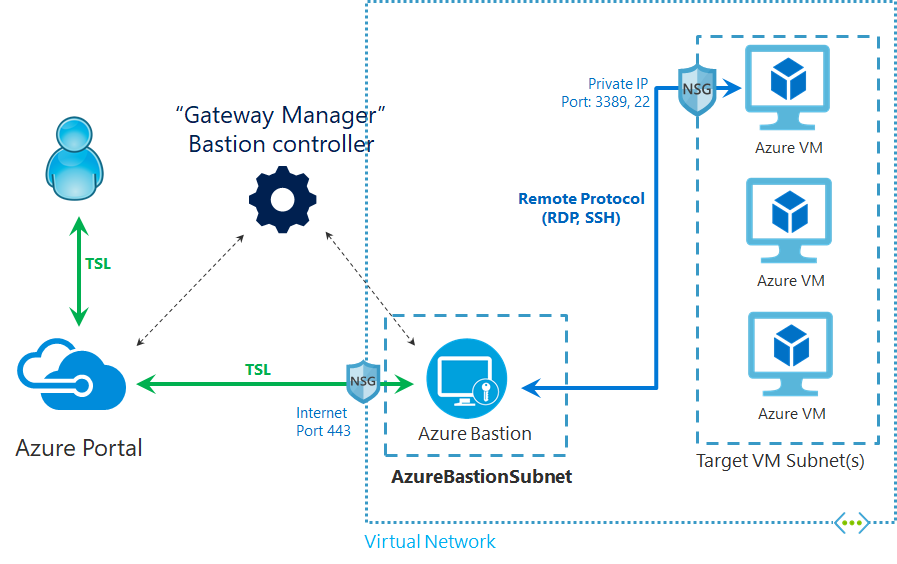 “Gateway Manager”
Bastion controller
TSL
Azure Portal
TSL
NSG
Internet
Port 443
Azure Bastion
AzureBastionSubnet
Remote Protocol
(RDP, SSH)
Private IP
Port: 3389, 22
NSG
Azure VM
Azure VM
Azure VM
Target VM Subnet(s)
Virtual Network